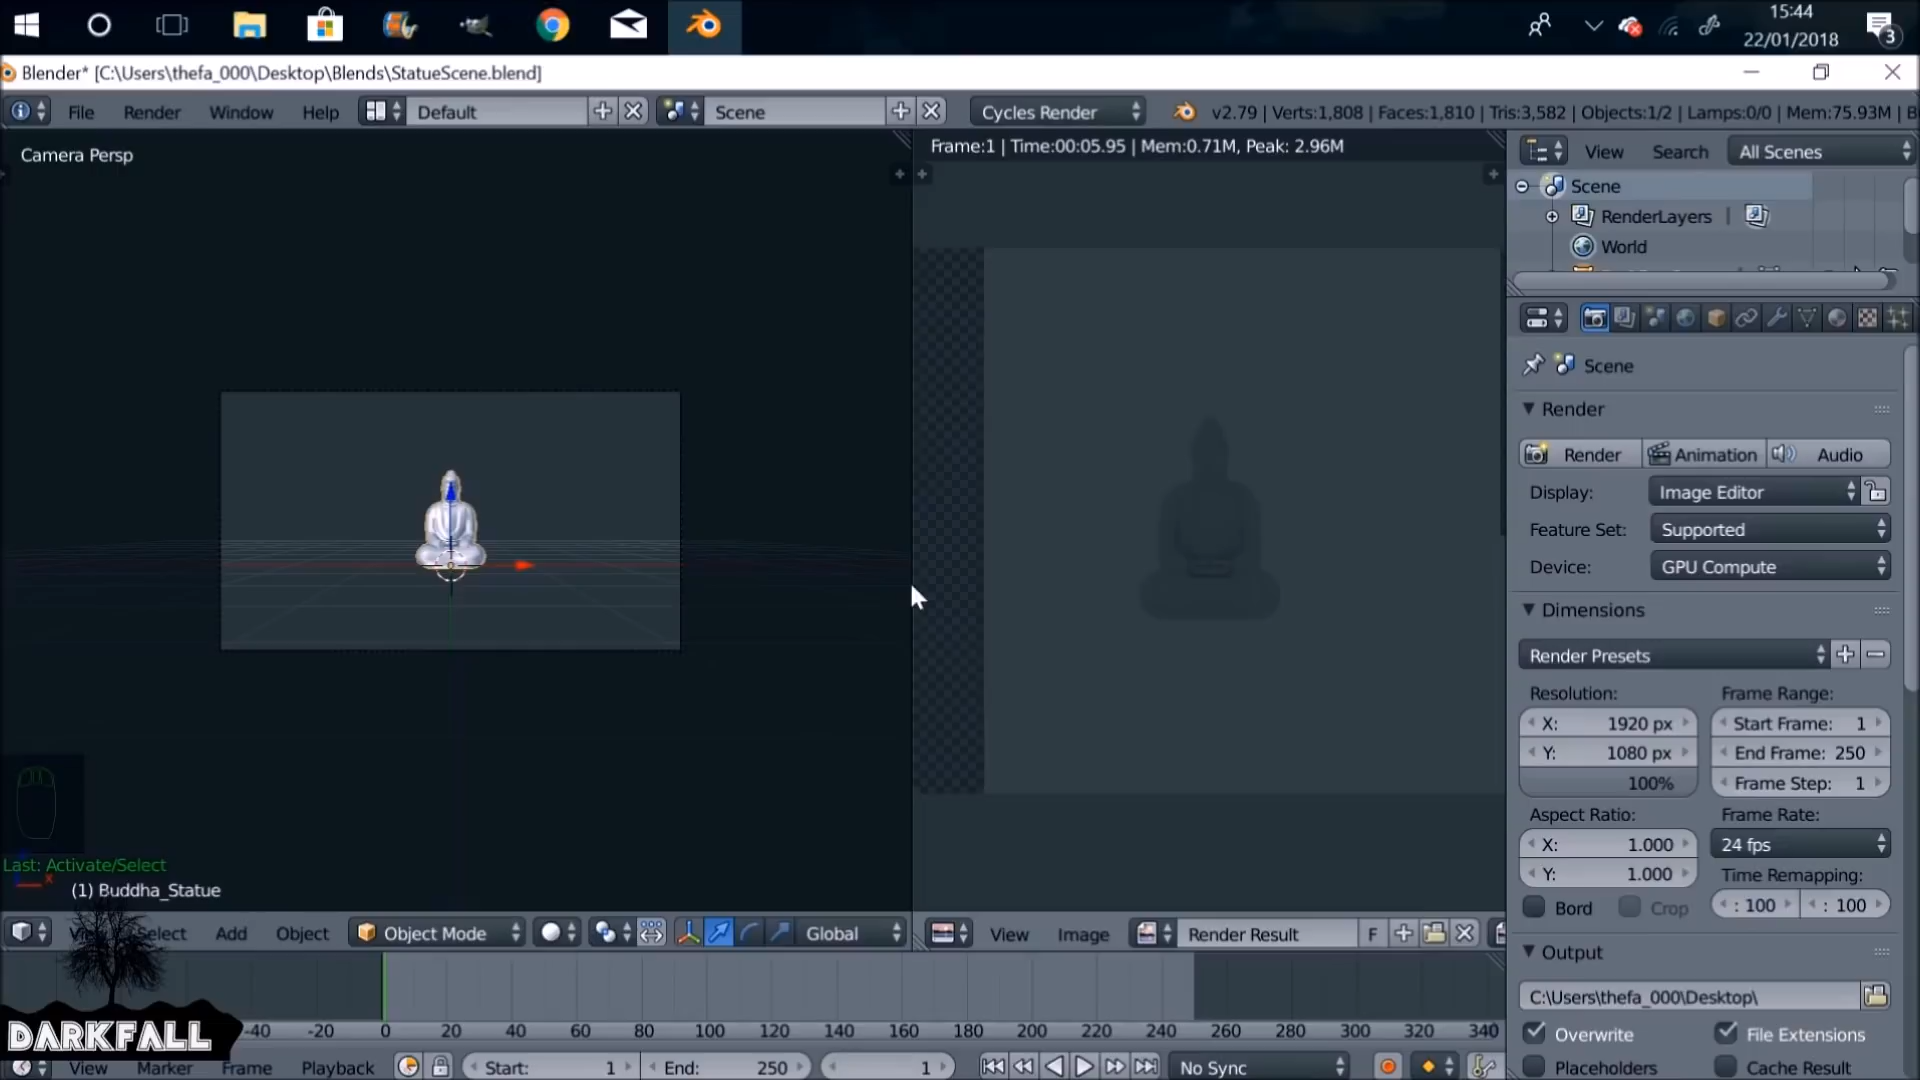 15:44
22/01/2018
3
Blender* [C:\Users\thefa_000\Desktop\Blends\StatueScene.blend]
File Render Window Help Default Scene Cycles Render v2.79 | Verts:1,808 | Faces:1,810 | Tris:3,582 | Objects:1/2 | Lamps:0/0 | Mem:75.93M | B
Camera Persp
Frame:1 | Time:00:05.95 | Mem:0.71M, Peak: 2.96M
View Search All Scenes
Scene
RenderLayers |
World
Scene
Render
Render Animation Audio
Display: Image Editor
Feature Set: Supported
Device: GPU Compute
Dimensions
Render Presets
Resolution: Frame Range:
X: 1920 px Start Frame: 1
Y: 1080 px End Frame: 250
100% Frame Step: 1
Aspect Ratio: Frame Rate:
X: 1.000 24 fps
Y: 1.000 Time Remapping:
Bord Crop : 100 : 100
Output
C:\Users\thefa_000\Desktop\
Overwrite File Extensions
Placeholders Cache Result
Last: Activate/Select
(1) Buddha_Statue
Select Add Object Object Mode Global
View Image Render Result F
DARKFALL
-40 -20 0 20 40 60 80 100 120 140 160 180 200 220 240 260 280 300 320 340
View Marker Frame Playback Start: 1 End: 250 1 No Sync